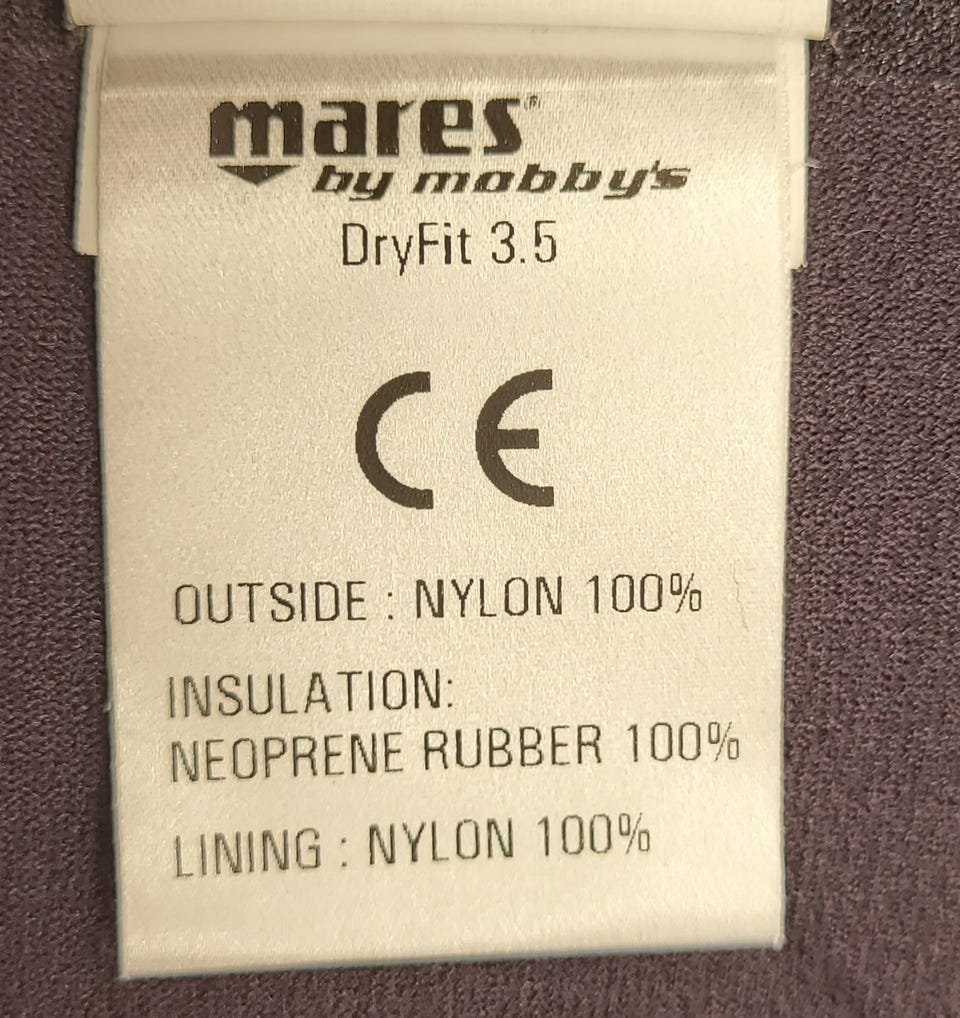 mares®
by mobby's
DryFit 3.5
CE
OUTSIDE : NYLON 100%
INSULATION:
NEOPRENE RUBBER 100%
LINING : NYLON 100%